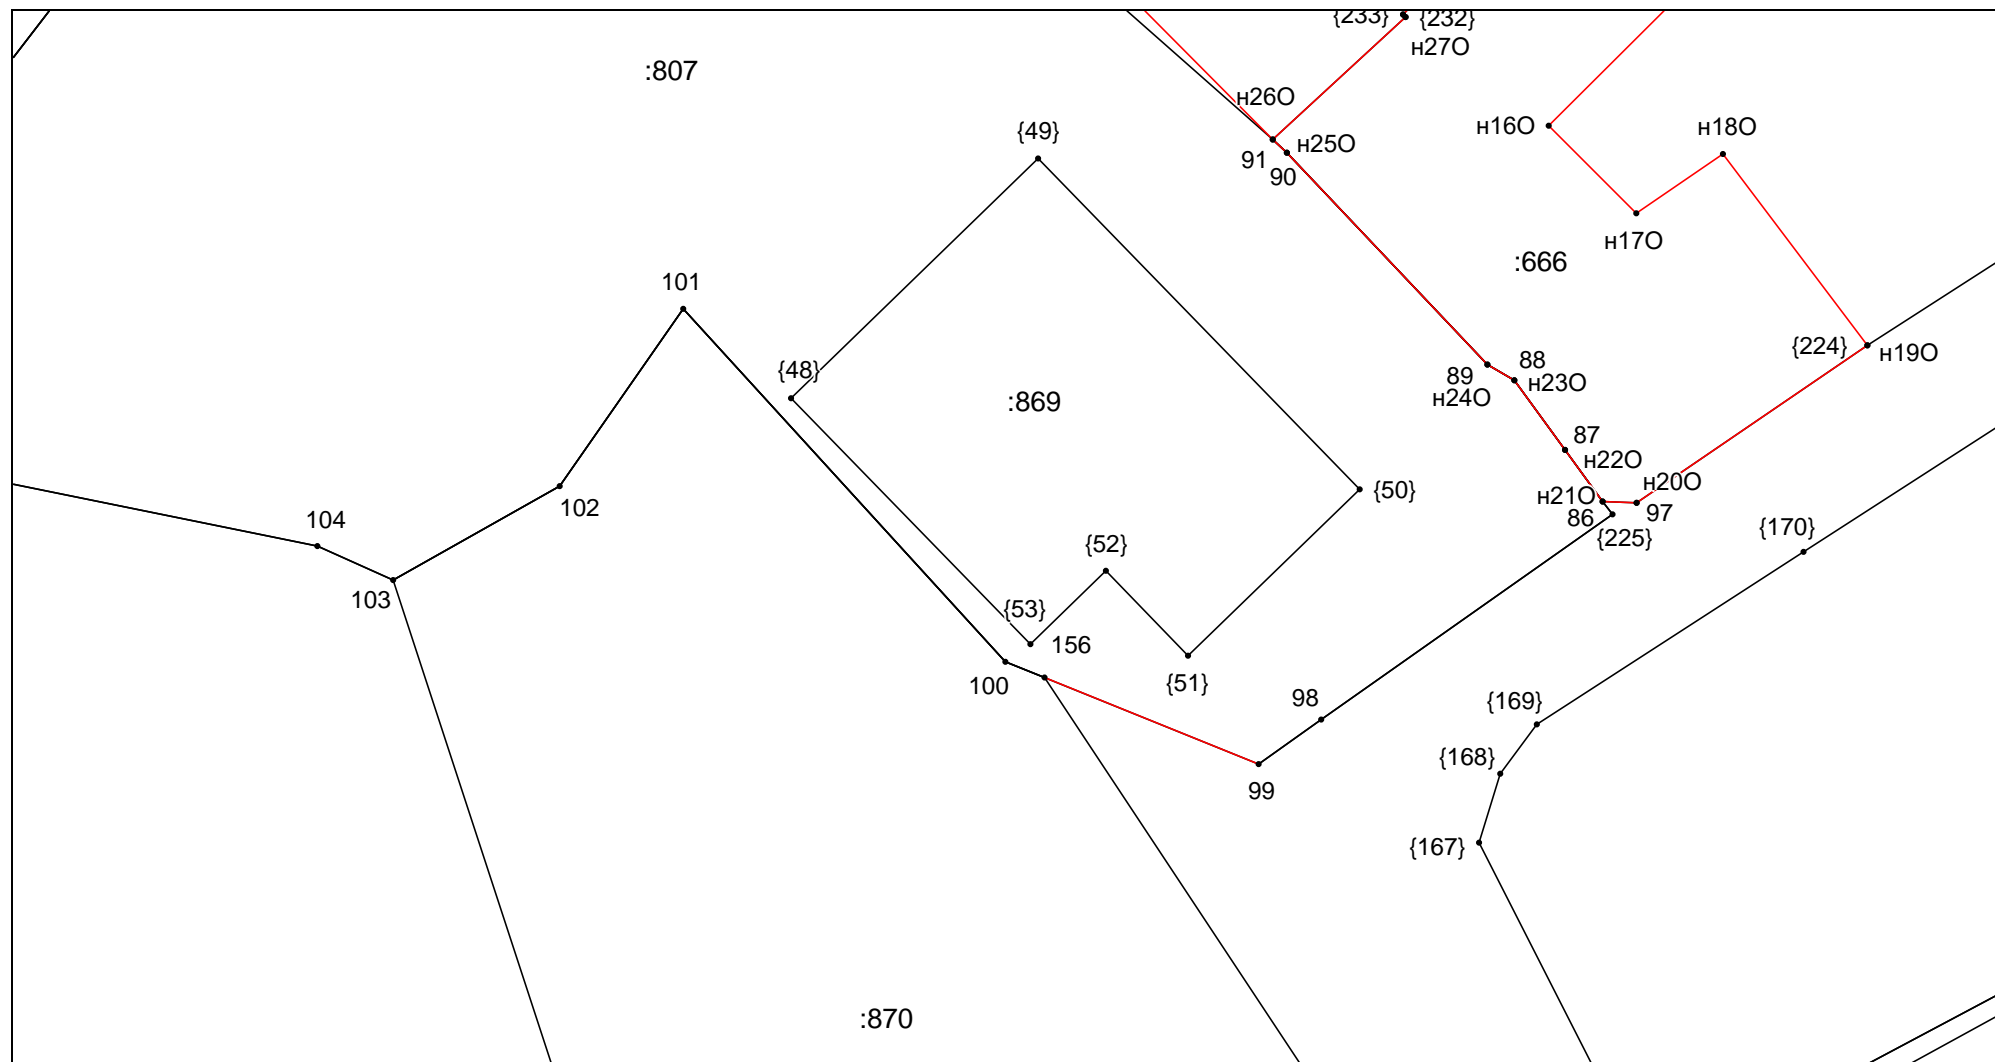 {233}
{232}
н27О
:807
н26О
{49}
н16О
н18О
н25О
91
90
н17О
:666
101
{48}
{224}
н19О
88
89
н23О
н24О
:869
87
н22О
н20О
{50}
н21О
102
86
97
104
{170}
{225}
{52}
103
{53}
156
100
{51}
98
{169}
{168}
99
{167}
:870